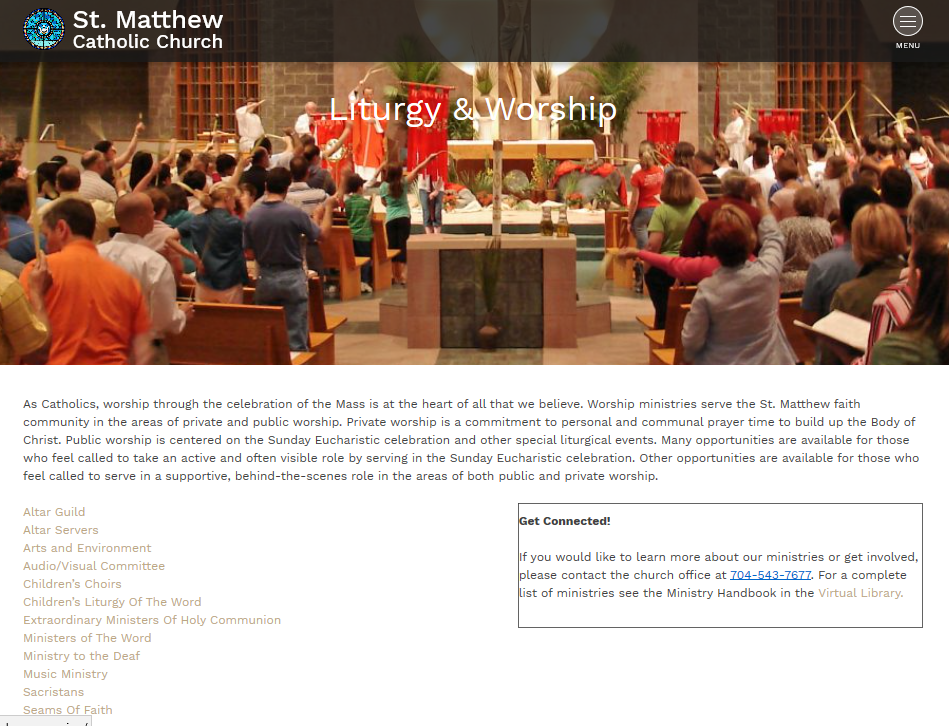 St. Matthew
Catholic Church
MENU
Liturgy & Worship
As Catholics, worship through the celebration of the Mass is at the heart of all that we believe. Worship ministries serve the St. Matthew faith
community in the areas of private and public worship. Private worship is a commitment to personal and communal prayer time to build up the Body of
Christ. Public worship is centered on the Sunday Eucharistic celebration and other special liturgical events. Many opportunities are available for those
who feel called to take an active and often visible role by serving in the Sunday Eucharistic celebration. Other opportunities are available for those who
feel called to serve in a supportive, behind-the-scenes role in the areas of both public and private worship.
Altar Guild
Altar Servers
Arts and Environment
Audio/Visual Committee
Children’s Choirs
Children’s Liturgy Of The Word
Extraordinary Ministers Of Holy Communion
Ministers of The Word
Ministry to the Deaf
Music Ministry
Sacristans
Seams Of Faith
Get Connected!
If you would like to learn more about our ministries or get involved,
please contact the church office at 704-543-7677. For a complete
list of ministries see the Ministry Handbook in the Virtual Library.